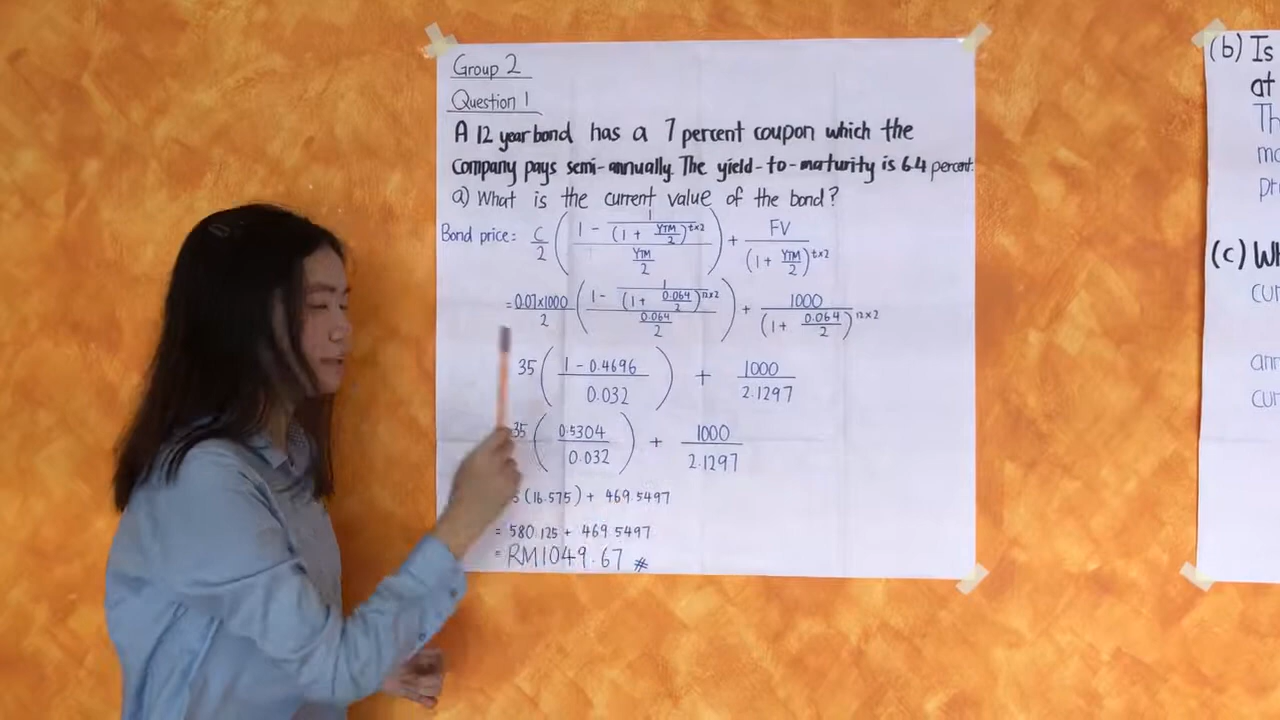 Group 2
Question 1
A 12 year bond has a 7 percent coupon which the
company pays semi-annually. The yield-to-maturity is 6.4 percent.
a) What is the current value of the bond?
Bond price: C/2 ( (1 - 1/(1 + YTM/2)^t×2) / (YTM/2) ) + FV/(1 + YTM/2)^t×2
= 0.07×1000/2 ( (1 - 1/(1 + 0.064/2)^12×2) / (0.064/2) ) + 1000/(1 + 0.064/2)^12×2
35 ( (1 - 0.4696)/0.032 ) + 1000/2.1297
35 ( 0.5304/0.032 ) + 1000/2.1297
(16.575) + 469.5497
= 580.125 + 469.5497
= RM1049.67 #
(b) Is
at
Th
(c) Wh
cur
ann
cur